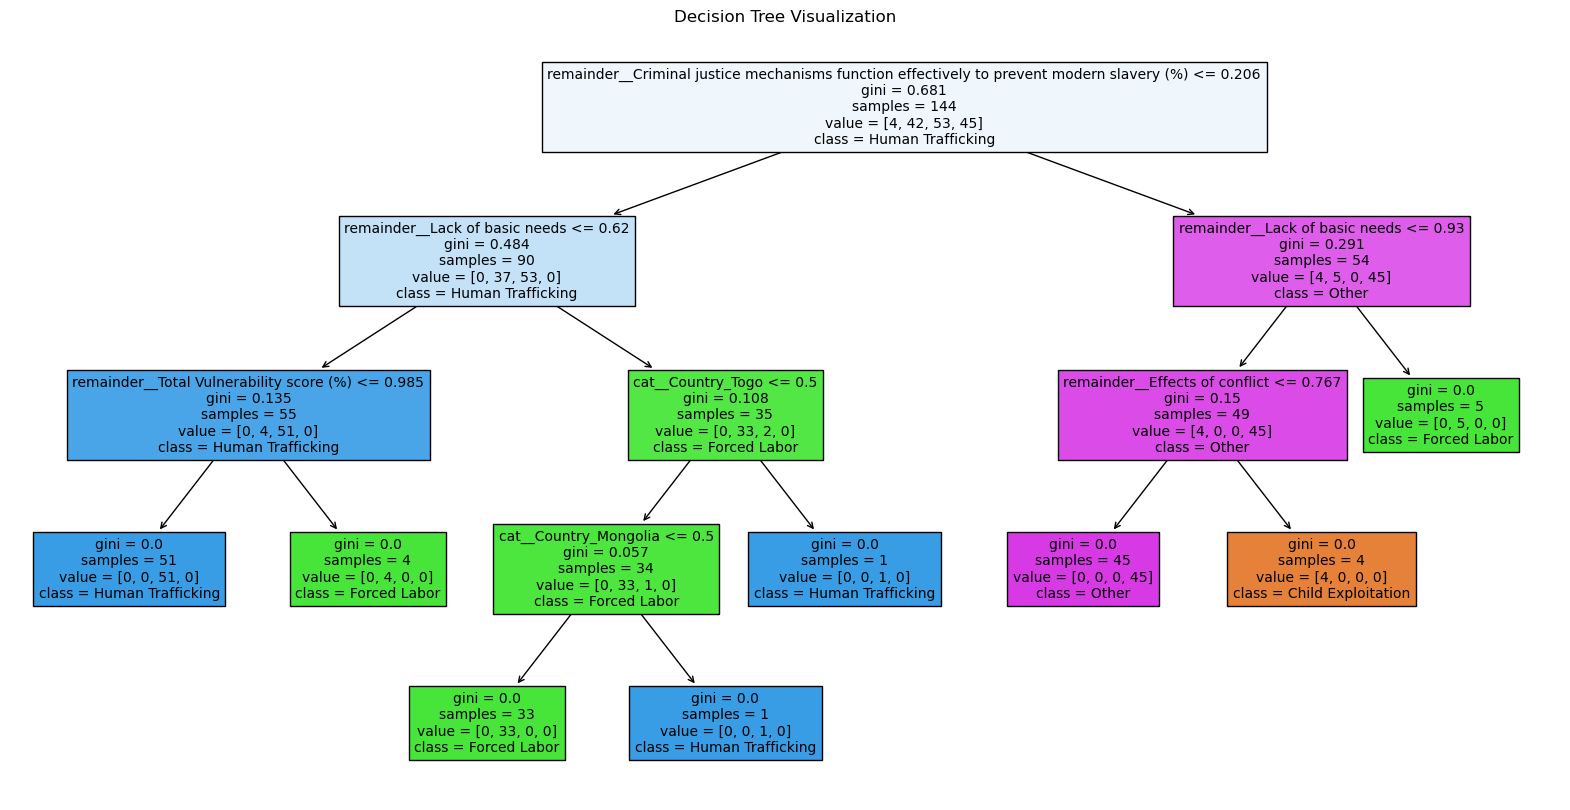 Decision Tree Visualization
remainder__Criminal justice mechanisms function effectively to prevent modern slavery (%) <= 0.206
gini = 0.681
samples = 144
value = [4, 42, 53, 45]
class = Human Trafficking
remainder__Lack of basic needs <= 0.62
gini = 0.484
samples = 90
value = [0, 37, 53, 0]
class = Human Trafficking
remainder__Lack of basic needs <= 0.93
gini = 0.291
samples = 54
value = [4, 5, 0, 45]
class = Other
remainder__Total Vulnerability score (%) <= 0.985
gini = 0.135
samples = 55
value = [0, 4, 51, 0]
class = Human Trafficking
cat__Country_Togo <= 0.5
gini = 0.108
samples = 35
value = [0, 33, 2, 0]
class = Forced Labor
remainder__Effects of conflict <= 0.767
gini = 0.15
samples = 49
value = [4, 0, 0, 45]
class = Other
gini = 0.0
samples = 5
value = [0, 5, 0, 0]
class = Forced Labor
gini = 0.0
samples = 51
value = [0, 0, 51, 0]
class = Human Trafficking
gini = 0.0
samples = 4
value = [0, 4, 0, 0]
class = Forced Labor
cat__Country_Mongolia <= 0.5
gini = 0.057
samples = 34
value = [0, 33, 1, 0]
class = Forced Labor
gini = 0.0
samples = 1
value = [0, 0, 1, 0]
class = Human Trafficking
gini = 0.0
samples = 45
value = [0, 0, 0, 45]
class = Other
gini = 0.0
samples = 4
value = [4, 0, 0, 0]
class = Child Exploitation
gini = 0.0
samples = 33
value = [0, 33, 0, 0]
class = Forced Labor
gini = 0.0
samples = 1
value = [0, 0, 1, 0]
class = Human Trafficking